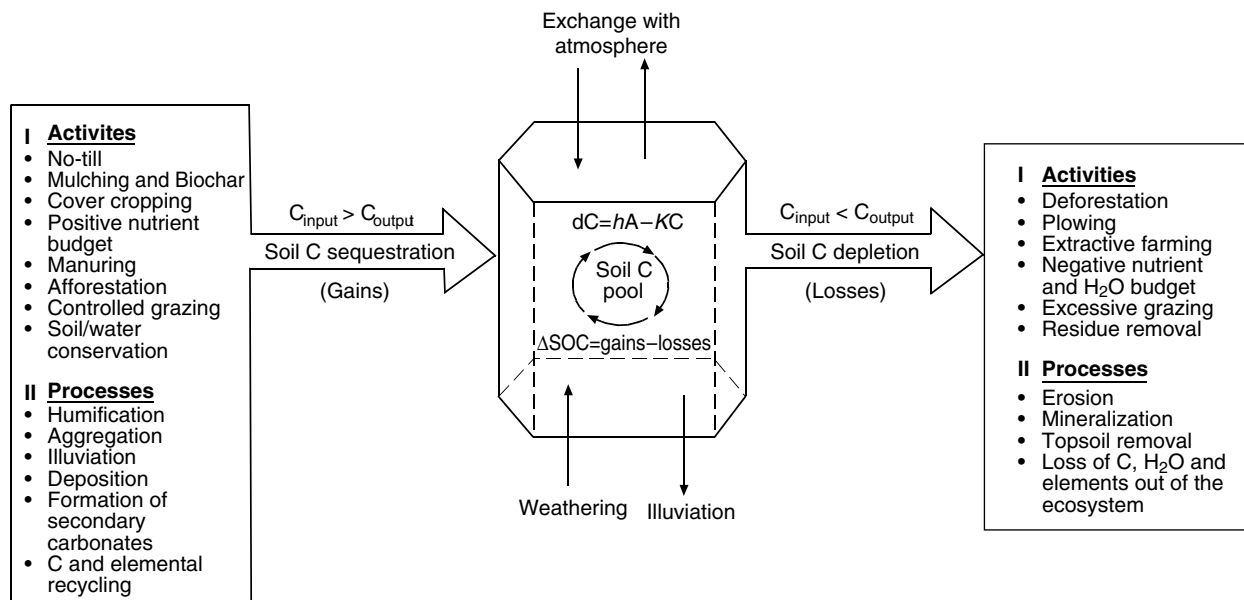 Exchange with
atmosphere
I Activites
• No-till
• Mulching and Biochar
• Cover cropping
• Positive nutrient
budget
• Manuring
• Afforestation
• Controlled grazing
• Soil/water
conservation
II Processes
• Humification
• Aggregation
• Illuviation
• Deposition
• Formation of
secondary
carbonates
• C and elemental
recycling
Cinput > Coutput
Soil C sequestration
(Gains)
dC=hA−KC
Soil C
pool
ΔSOC=gains−losses
Weathering
Illuviation
Cinput < Coutput
Soil C depletion
(Losses)
I Activities
• Deforestation
• Plowing
• Extractive farming
• Negative nutrient
and H2O budget
• Excessive grazing
• Residue removal
II Processes
• Erosion
• Mineralization
• Topsoil removal
• Loss of C, H2O and
elements out of the
ecosystem